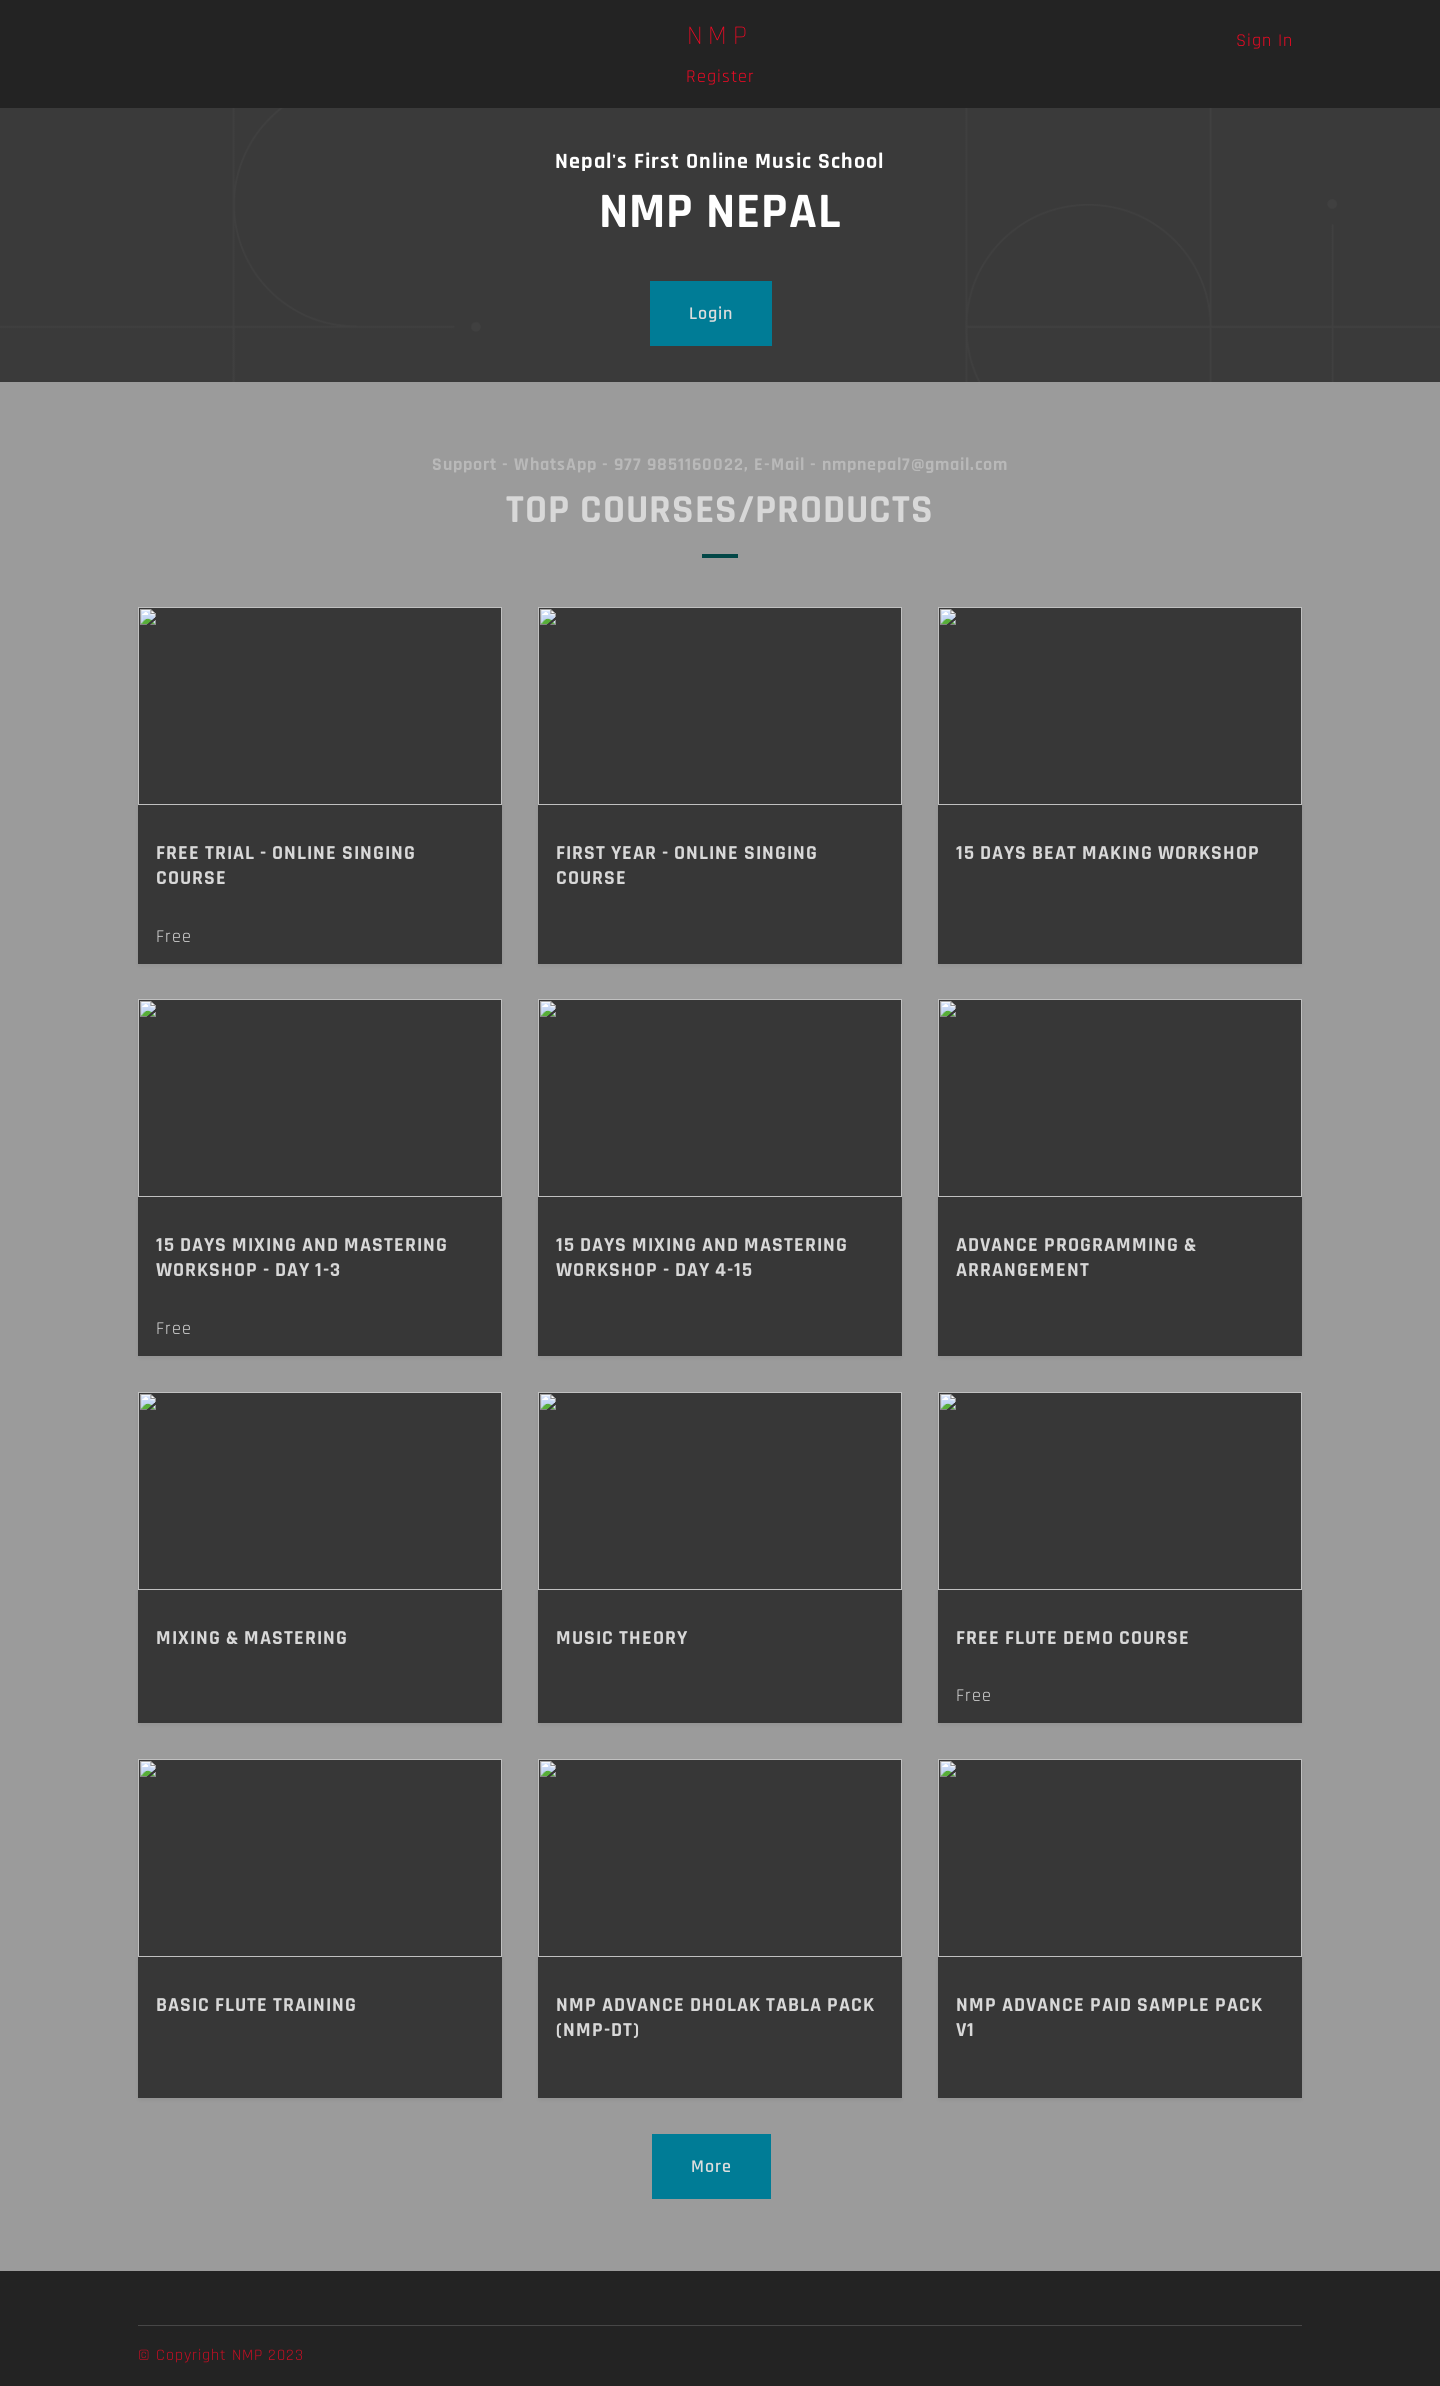 NMP
Sign In
Register
Nepal's First Online Music School
NMP NEPAL
Login
Support - WhatsApp - 977 9851160022, E-Mail - nmpnepal7@gmail.com
TOP COURSES/PRODUCTS
FREE TRIAL - ONLINE SINGING
COURSE
Free
FIRST YEAR - ONLINE SINGING
COURSE
15 DAYS BEAT MAKING WORKSHOP
15 DAYS MIXING AND MASTERING
WORKSHOP - DAY 1-3
Free
15 DAYS MIXING AND MASTERING
WORKSHOP - DAY 4-15
ADVANCE PROGRAMMING &
ARRANGEMENT
MIXING & MASTERING
MUSIC THEORY
FREE FLUTE DEMO COURSE
Free
BASIC FLUTE TRAINING
NMP ADVANCE DHOLAK TABLA PACK
(NMP-DT)
NMP ADVANCE PAID SAMPLE PACK
V1
More
© Copyright NMP 2023